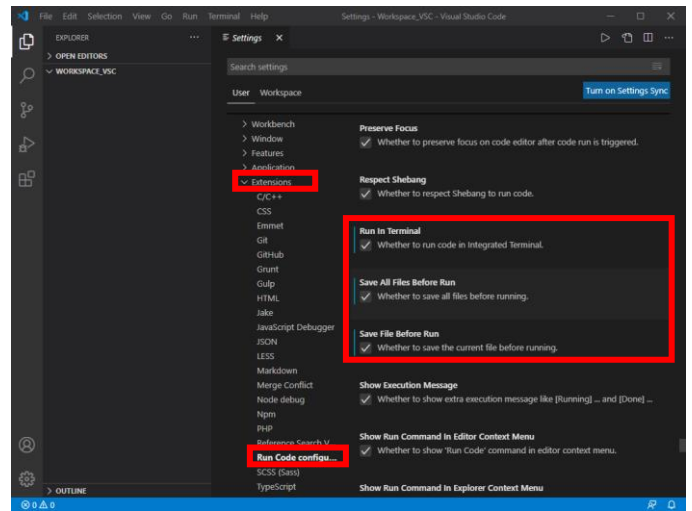 File Edit Selection View Go Run Terminal Help Settings - Workspace_VSC - Visual Studio Code
EXPLORER
OPEN EDITORS
WORKSPACE_VSC
OUTLINE
Settings
Search settings
User Workspace
Turn on Settings Sync
Workbench
Window
Features
Application
Extensions
C/C++
CSS
Emmet
Git
GitHub
Grunt
Gulp
HTML
Jake
JavaScript Debugger
JSON
LESS
Markdown
Merge Conflict
Node debug
Npm
PHP
Reference Search V...
Run Code configu...
SCSS (Sass)
TypeScript
Preserve Focus
Whether to preserve focus on code editor after code run is triggered.
Respect Shebang
Whether to respect Shebang to run code.
Run In Terminal
Whether to run code in Integrated Terminal.
Save All Files Before Run
Whether to save all files before running.
Save File Before Run
Whether to save the current file before running.
Show Execution Message
Whether to show extra execution message like [Running] ... and [Done] ...
Show Run Command In Editor Context Menu
Whether to show 'Run Code' command in editor context menu.
Show Run Command In Explorer Context Menu
0 0